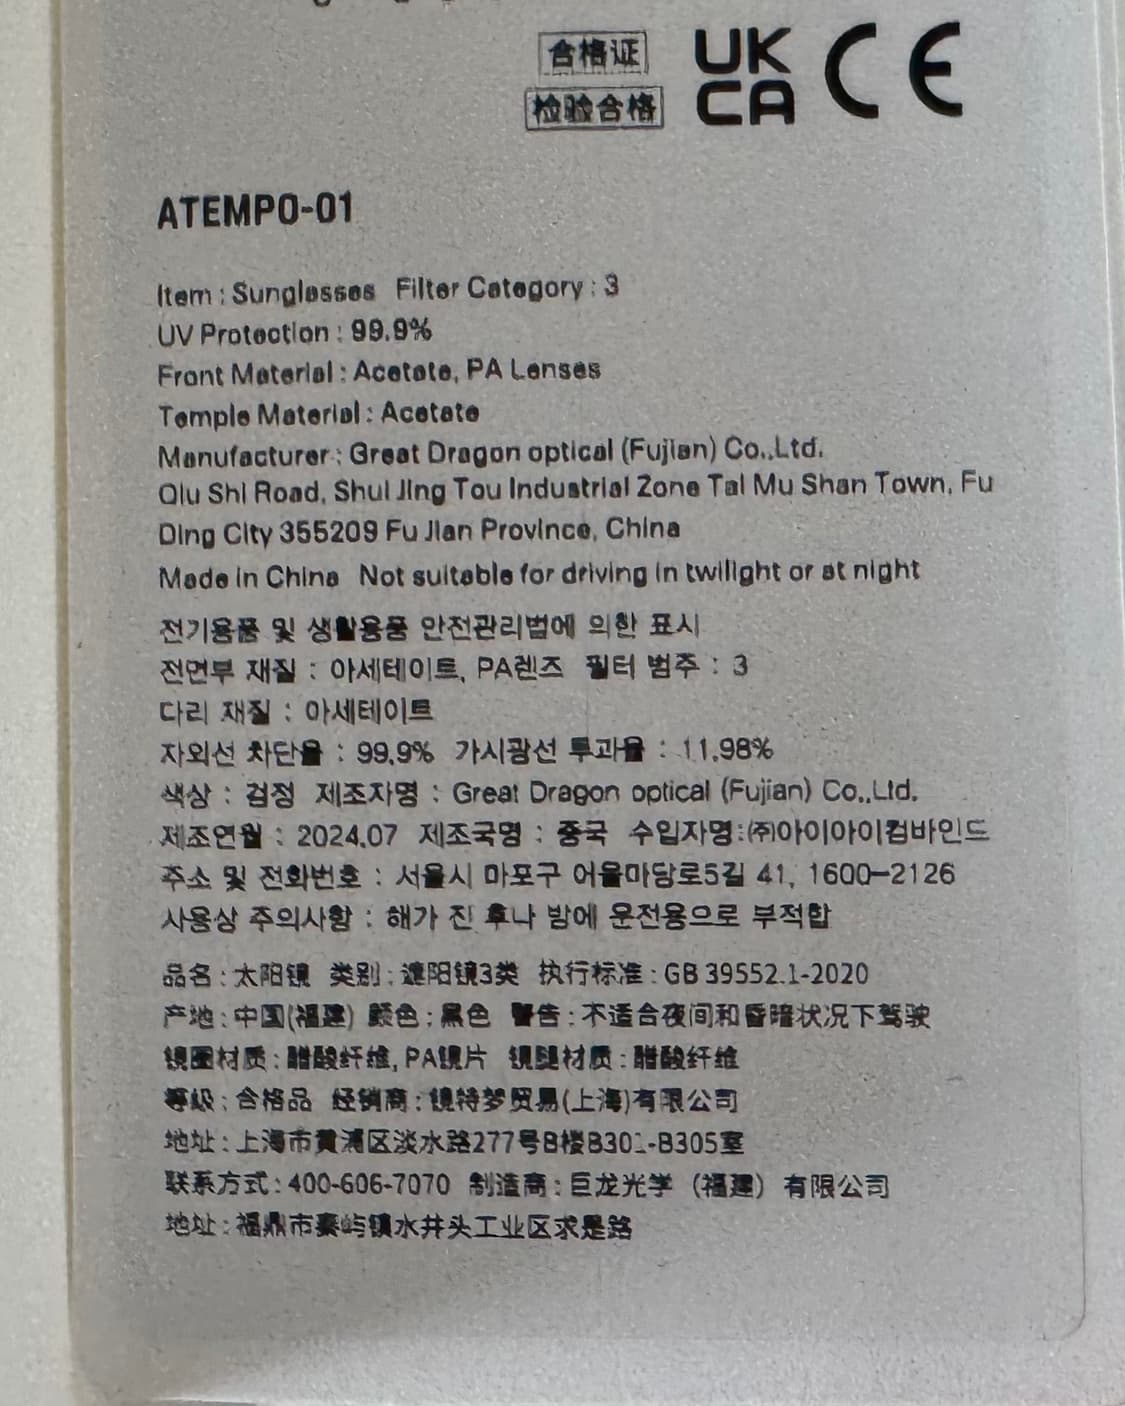 合格证
检验合格
UK
CA
CE
ATEMPO-01
Item : Sunglasses Filter Category : 3
UV Protection : 99.9%
Front Material : Acetate, PA Lenses
Temple Material : Acetate
Manufacturer : Great Dragon optical (Fujian) Co.,Ltd.
Qiu Shi Road, Shui Jing Tou Industrial Zone Tai Mu Shan Town, Fu
Ding City 355209 Fu Jian Province, China
Made in China Not suitable for driving in twilight or at night
전기용품 및 생활용품 안전관리법에 의한 표시
전면부 재질 : 아세테이트, PA렌즈 필터 범주 : 3
다리 재질 : 아세테이트
자외선 차단율 : 99.9% 가시광선 투과율 : 11.98%
색상 : 검정 제조자명 : Great Dragon optical (Fujian) Co.,Ltd.
제조연월 : 2024.07 제조국명 : 중국 수입자명:㈜아이아이컴바인드
주소 및 전화번호 : 서울시 마포구 어울마당로5길 41, 1600-2126
사용상 주의사항 : 해가 진 후나 밤에 운전용으로 부적합
品名 : 太阳镜 类别 : 遮阳镜3类 执行标准 : GB 39552.1-2020
产地 : 中国(福建) 颜色 : 黑色 警告 : 不适合夜间和昏暗状况下驾驶
镜圈材质 : 醋酸纤维, PA镜片 镜腿材质 : 醋酸纤维
等级 : 合格品 经销商 : 镜特梦贸易(上海)有限公司
地址 : 上海市黄浦区淡水路277号B楼B301-B305室
联系方式 : 400-606-7070 制造商 : 巨龙光学（福建）有限公司
地址 : 福鼎市秦屿镇水井头工业区求是路